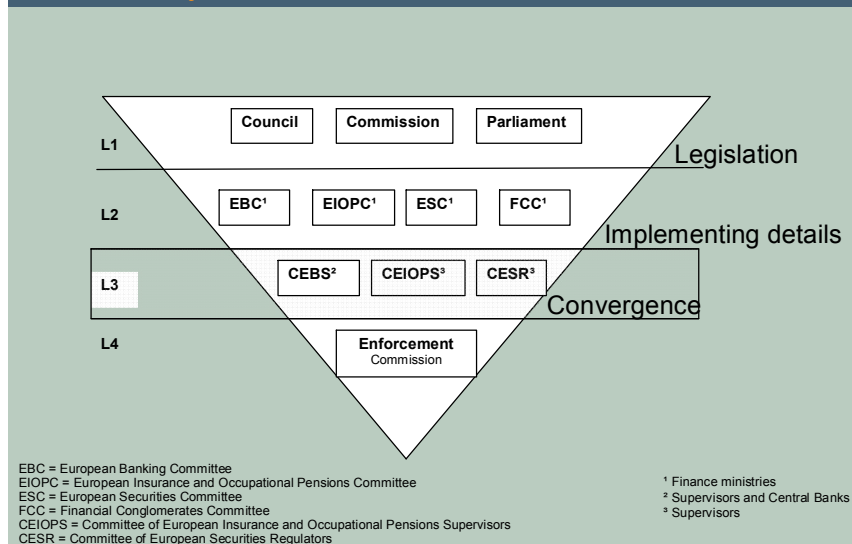 Council Commission Parliament
L1
Legislation
EBC¹ EIOPC¹ ESC¹ FCC¹
L2
Implementing details
CEBS² CEIOPS³ CESR³
L3
Convergence
L4
Enforcement
Commission
EBC = European Banking Committee
EIOPC = European Insurance and Occupational Pensions Committee
ESC = European Securities Committee
FCC = Financial Conglomerates Committee
CEIOPS = Committee of European Insurance and Occupational Pensions Supervisors
CESR = Committee of European Securities Regulators
¹ Finance ministries
² Supervisors and Central Banks
³ Supervisors